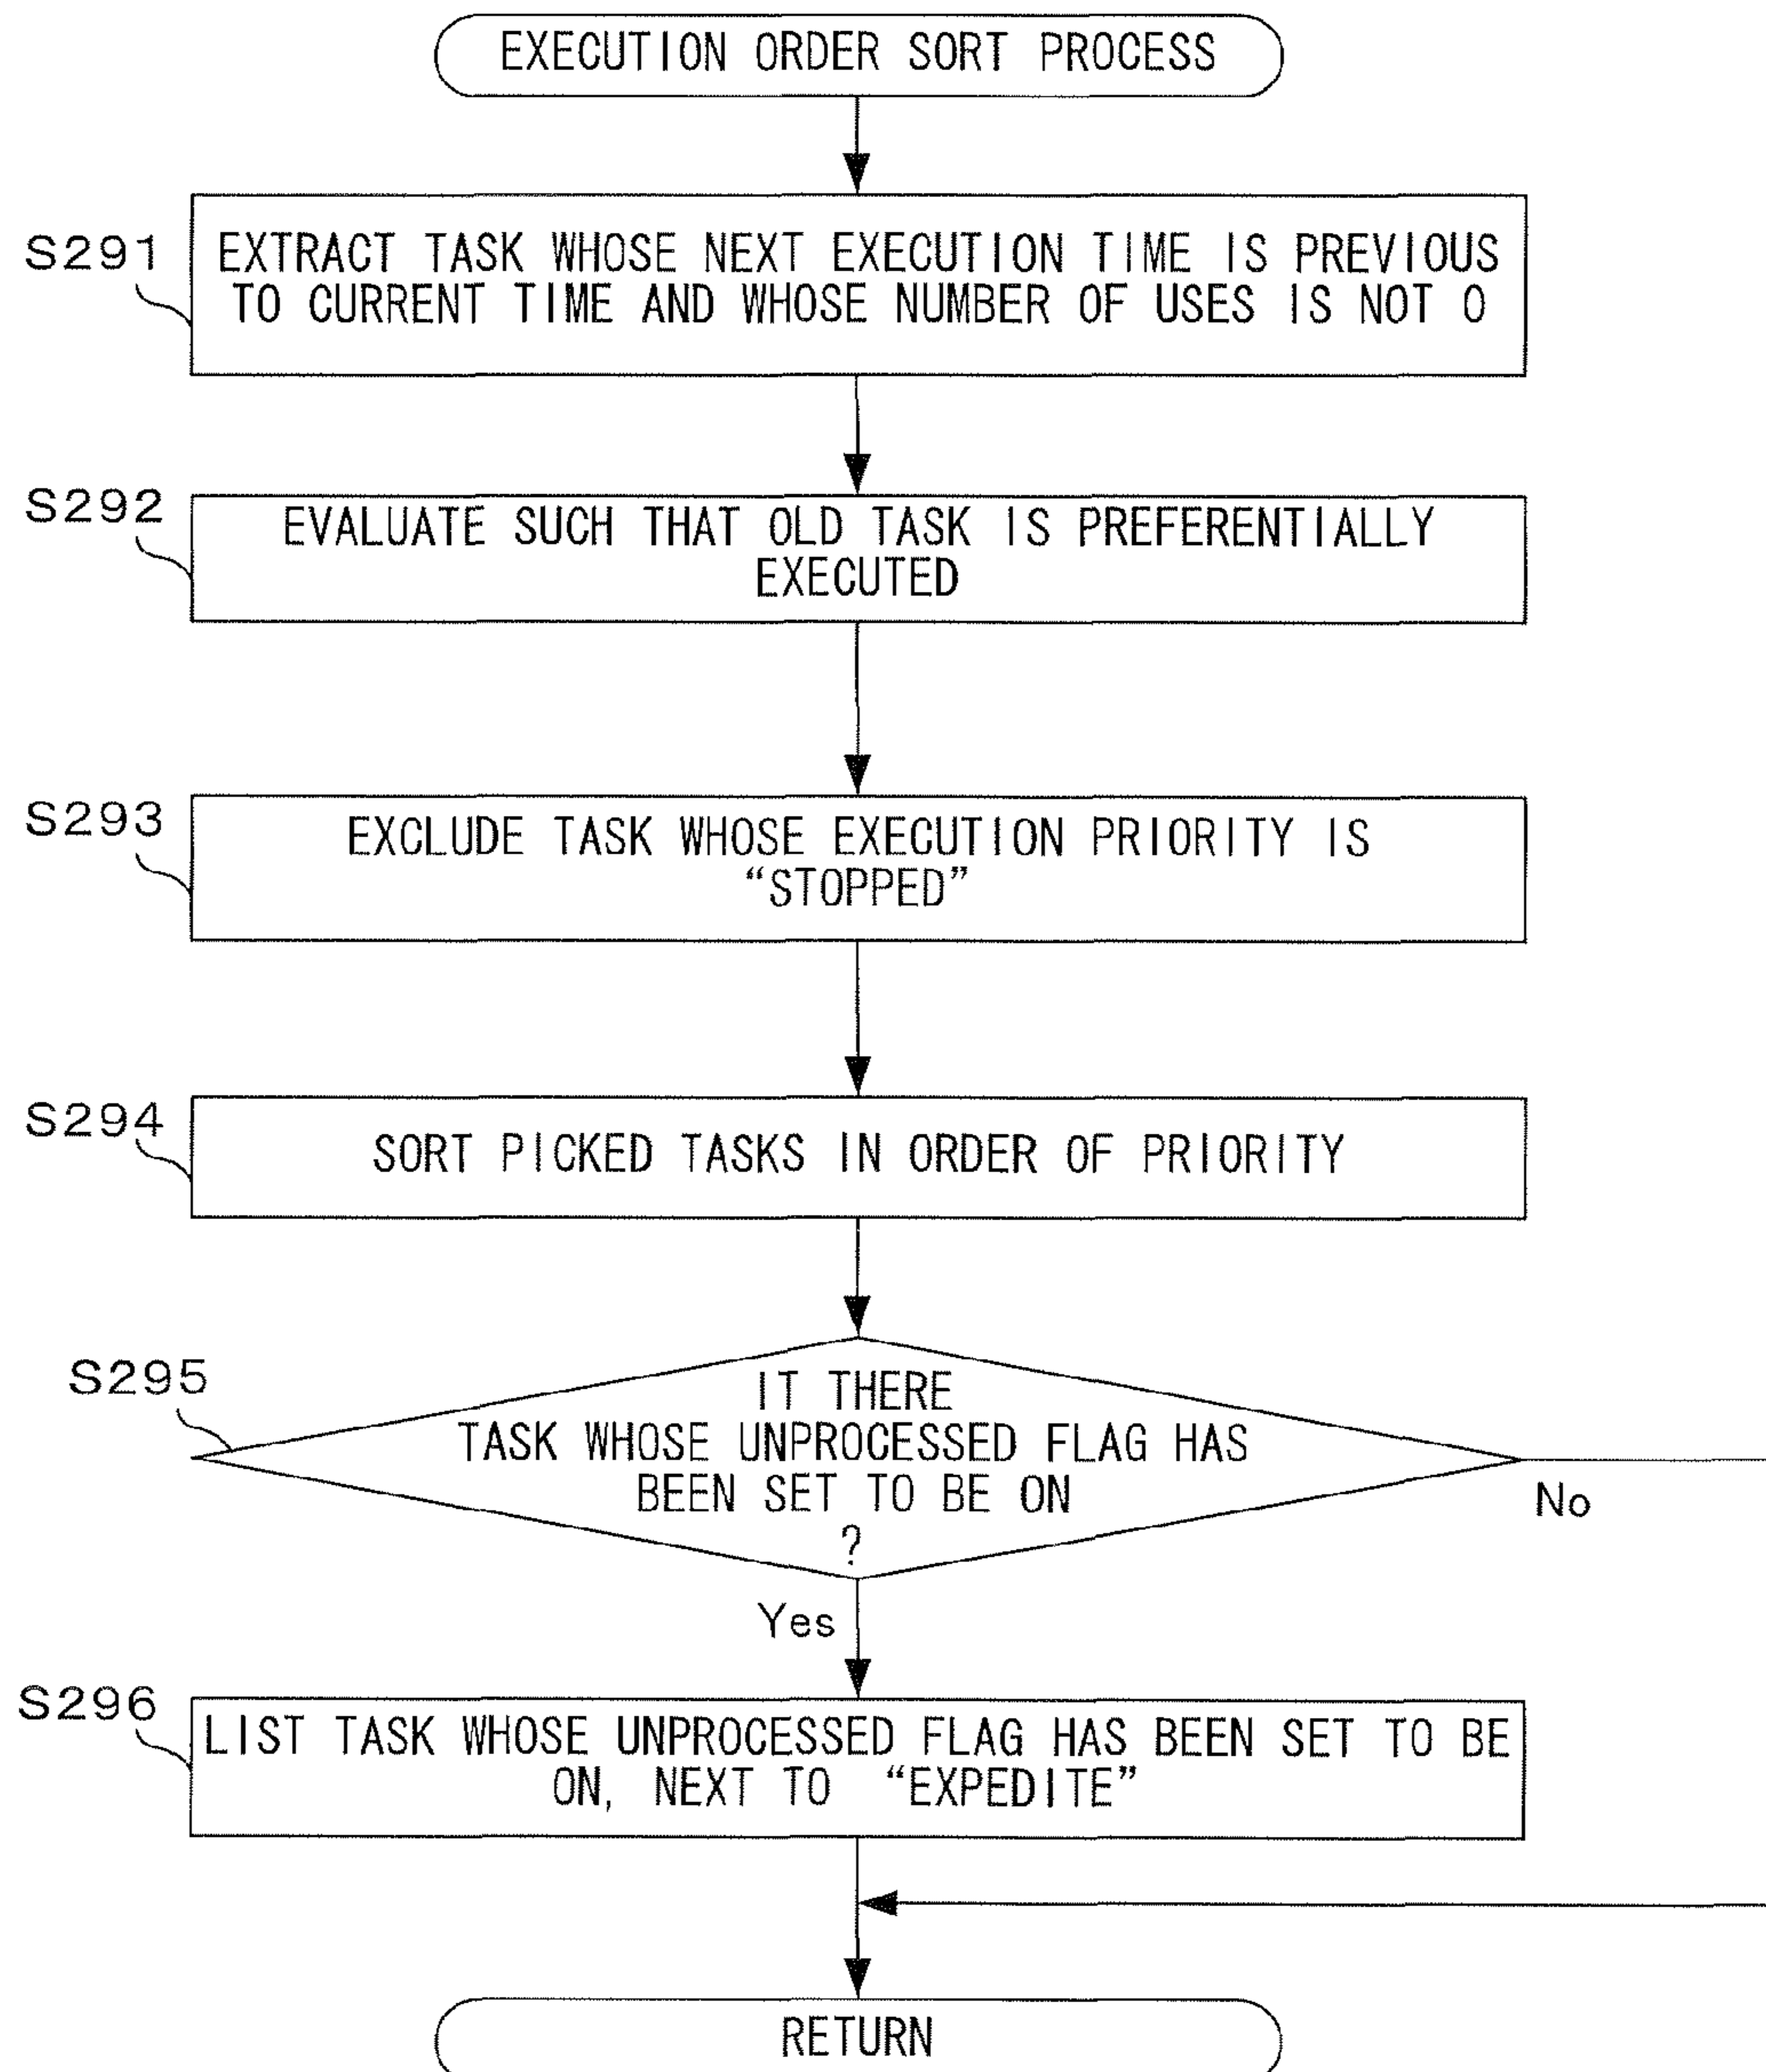 EXECUTION ORDER SORT PROCESS
S291
EXTRACT TASK WHOSE NEXT EXECUTION TIME IS PREVIOUS
TO CURRENT TIME AND WHOSE NUMBER OF USES IS NOT 0
S292
EVALUATE SUCH THAT OLD TASK IS PREFERENTIALLY
EXECUTED
S293
EXCLUDE TASK WHOSE EXECUTION PRIORITY IS
“STOPPED”
S294
SORT PICKED TASKS IN ORDER OF PRIORITY
S295
IT THERE
TASK WHOSE UNPROCESSED FLAG HAS
BEEN SET TO BE ON
?
No
Yes
S296
LIST TASK WHOSE UNPROCESSED FLAG HAS BEEN SET TO BE
ON, NEXT TO “EXPEDITE”
RETURN